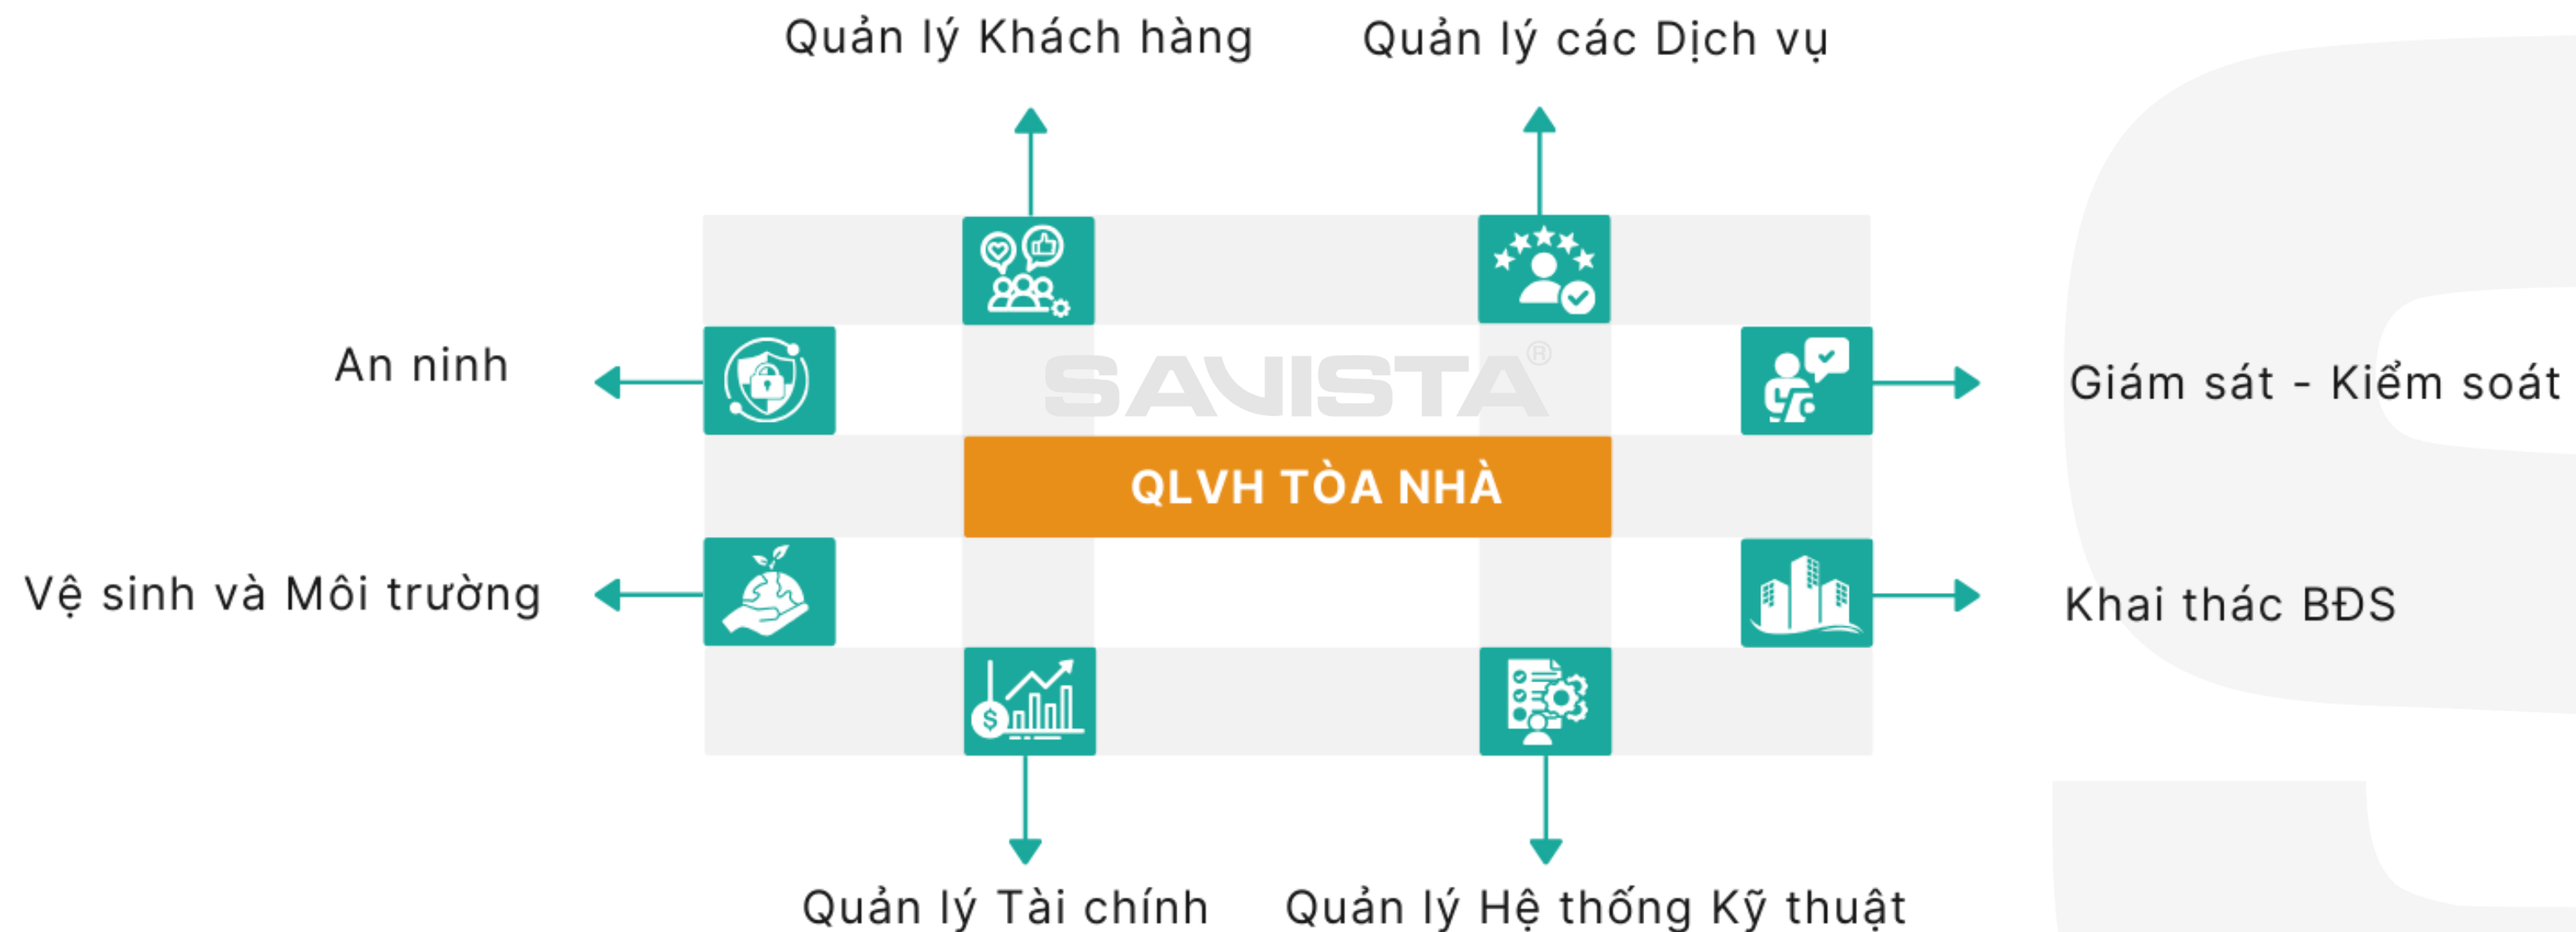 Quản lý Khách hàng
Quản lý các Dịch vụ
An ninh
SAVISTA®
Giám sát - Kiểm soát
QLVH TÒA NHÀ
Vệ sinh và Môi trường
Khai thác BĐS
$
Quản lý Tài chính
Quản lý Hệ thống Kỹ thuật